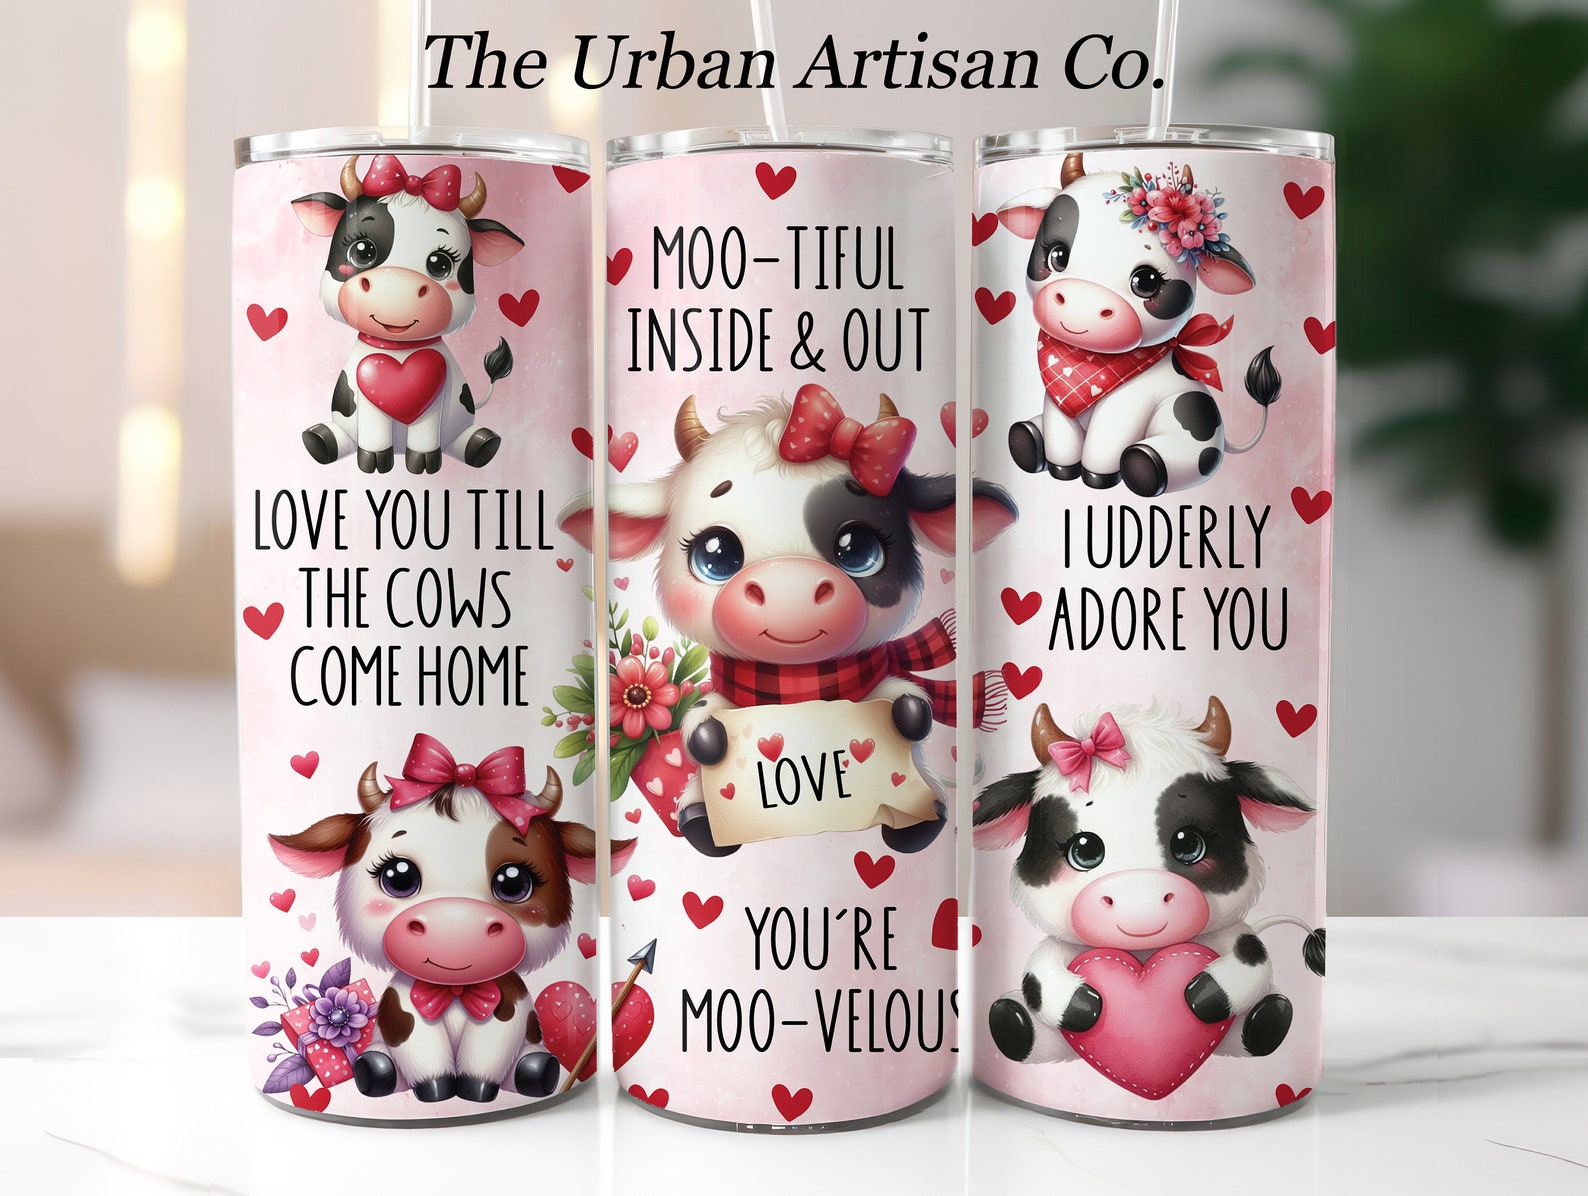 The Urban Artisan Co.
LOVE YOU TILL
THE COWS
COME HOME
MOO-TIFUL
INSIDE & OUT
LOVE
YOU'RE
MOO-VELOUS
I UDDERLY
ADORE YOU